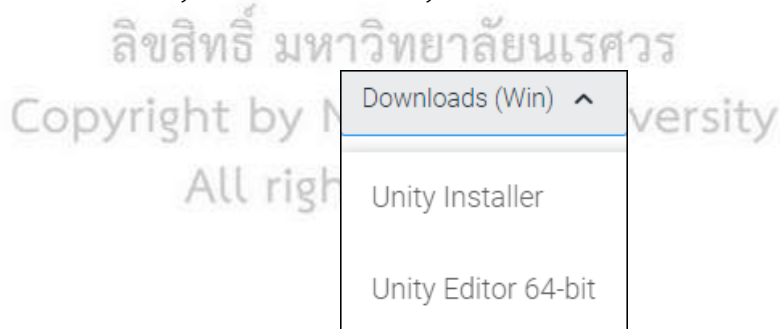 ลิขสิทธิ์ มหาวิทยาลัยนเรศวร
Copyright by N versity
Downloads (Win)
All righ
Unity Installer
Unity Editor 64-bit